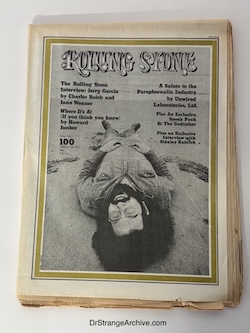 ROLLING STONE
The Rolling Stone
Interview: Jerry Garcia
by Charles Reich and
Jann Wenner
Where It's At
(If you think you know)
by Howard
Junker
100
A Salute to the
Paraphernalia Industry
by Unwired
Laboratories, Ltd.
Plus An Exclusive
Sneak Peek
At The Godfather
Plus an Exclusive
Interview with
Stanley Kubrick
DrStrangeArchive.com